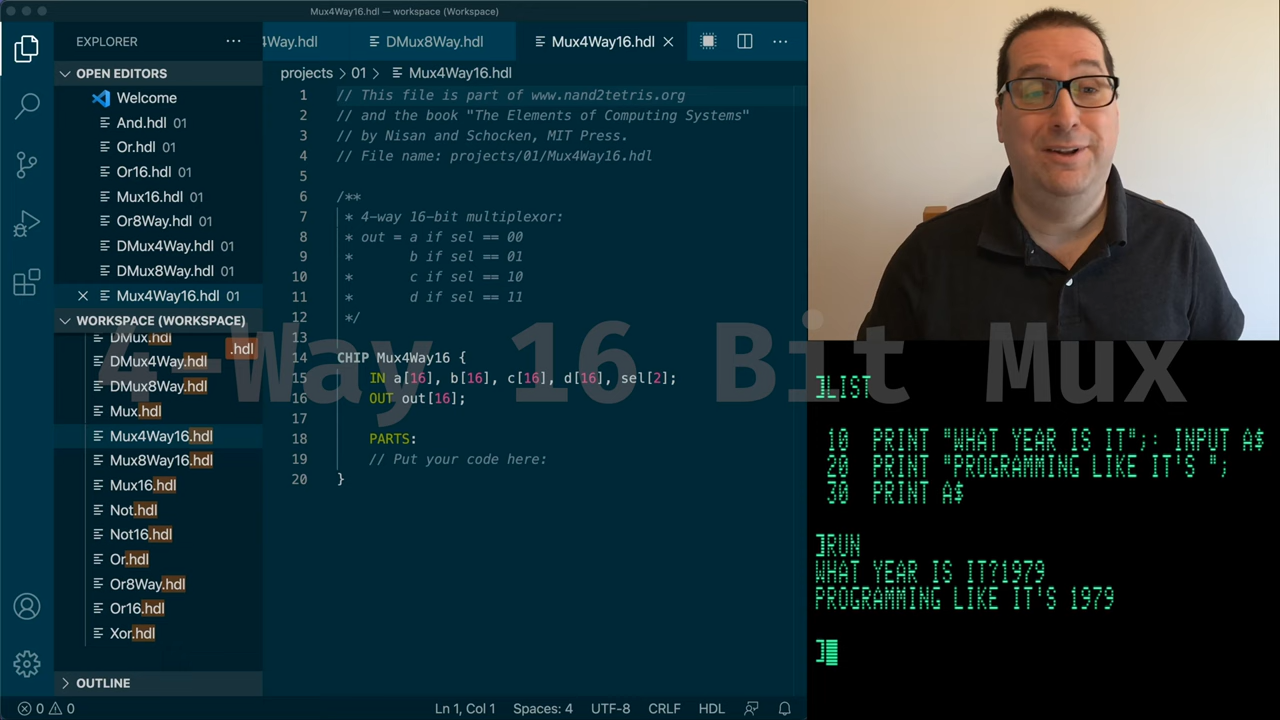 Mux4Way16.hdl — workspace (Workspace)
EXPLORER
OPEN EDITORS
Welcome
And.hdl 01
Or.hdl 01
Or16.hdl 01
Mux16.hdl 01
Or8Way.hdl 01
DMux4Way.hdl 01
DMux8Way.hdl 01
Mux4Way16.hdl 01
WORKSPACE (WORKSPACE)
DMux.hdl
.hdl
DMux4Way.hdl
DMux8Way.hdl
Mux.hdl
Mux4Way16.hdl
Mux8Way16.hdl
Mux16.hdl
Not.hdl
Not16.hdl
Or.hdl
Or8Way.hdl
Or16.hdl
Xor.hdl
OUTLINE
4Way.hdl
DMux8Way.hdl
Mux4Way16.hdl
projects > 01 > Mux4Way16.hdl
1 // This file is part of www.nand2tetris.org
2 // and the book "The Elements of Computing Systems"
3 // by Nisan and Schocken, MIT Press.
4 // File name: projects/01/Mux4Way16.hdl
5
6 /**
7 * 4-way 16-bit multiplexor:
8 * out = a if sel == 00
9 * b if sel == 01
10 * c if sel == 10
11 * d if sel == 11
12 */
13
14 CHIP Mux4Way16 {
15 IN a[16], b[16], c[16], d[16], sel[2];
16 OUT out[16];
17
18 PARTS:
19 // Put your code here:
20 }
4-Way 16 Bit Mux
]LIST
10 PRINT "WHAT YEAR IS IT";: INPUT A$
20 PRINT "PROGRAMMING LIKE IT'S ";
30 PRINT A$
]RUN
WHAT YEAR IS IT?1979
PROGRAMMING LIKE IT'S 1979
]
0 0
Ln 1, Col 1
Spaces: 4
UTF-8
CRLF
HDL